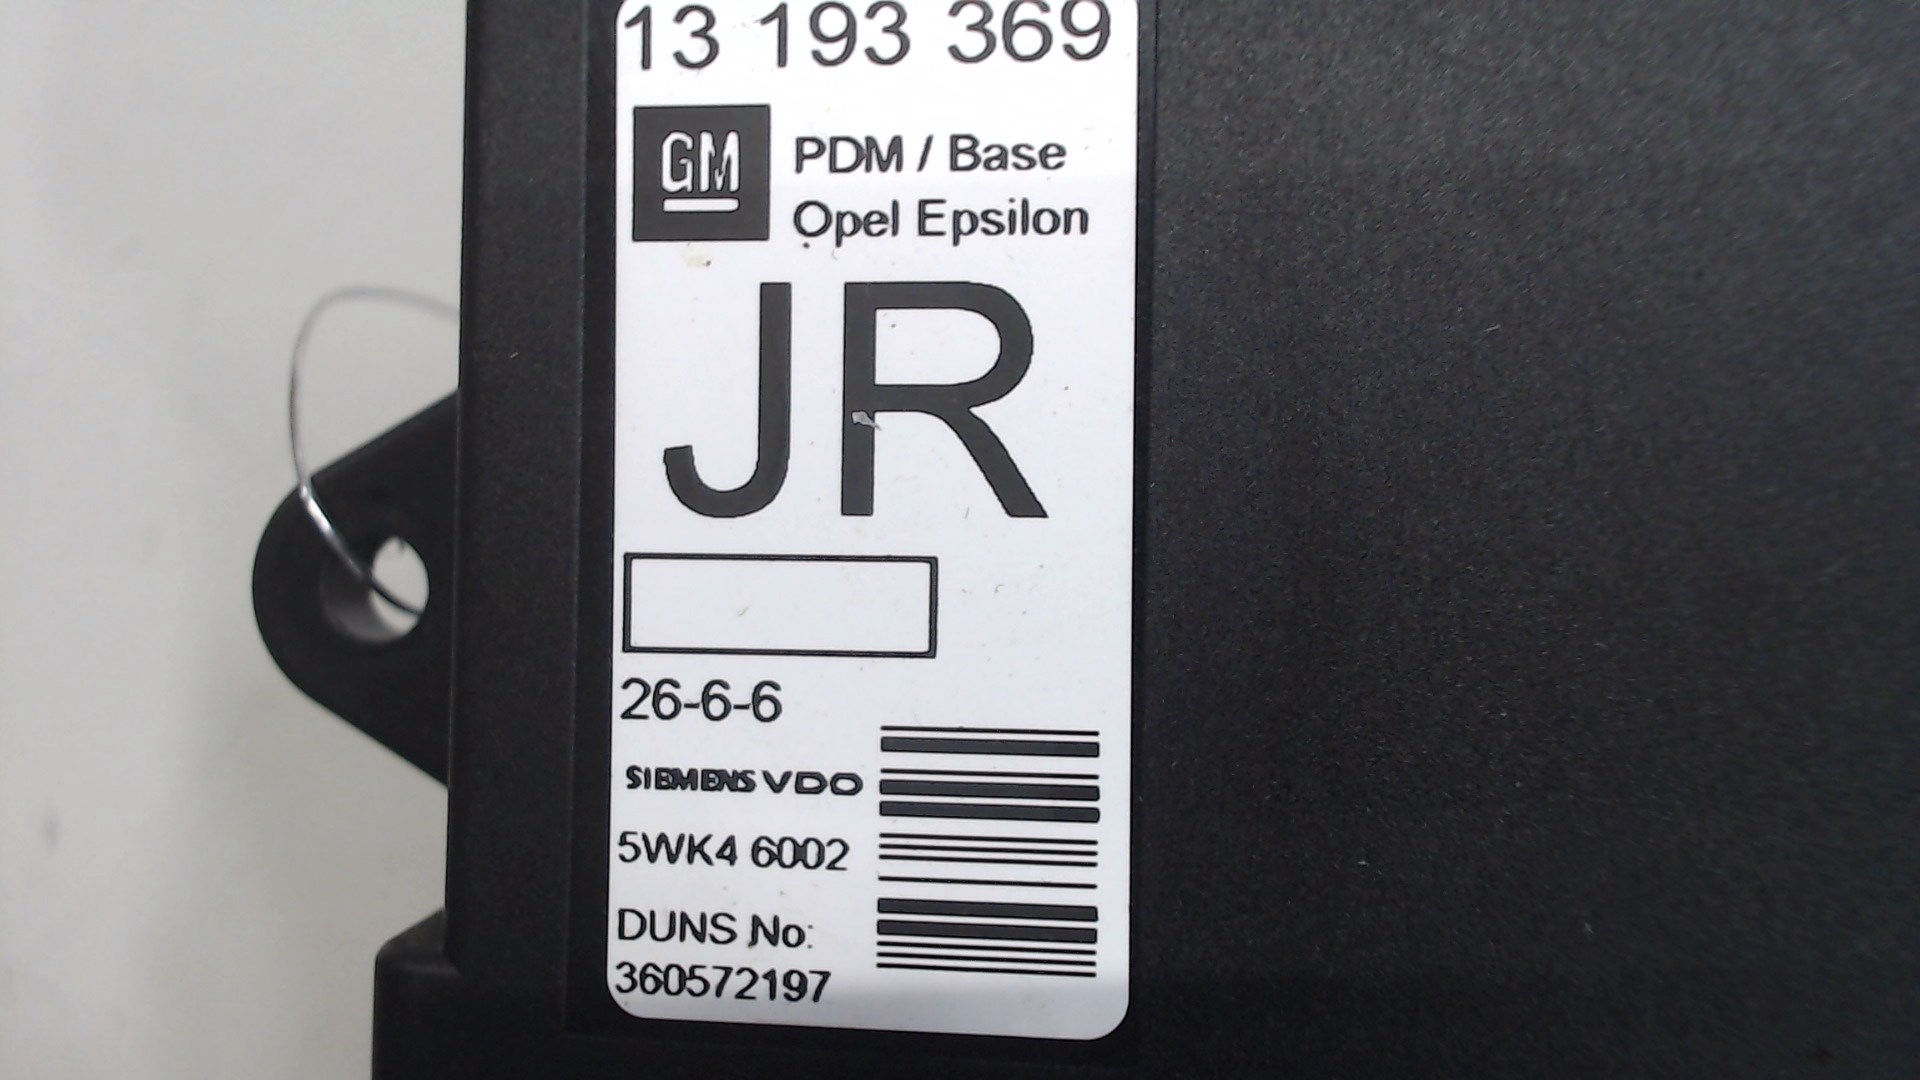 13 193 369
GM
PDM / Base
Opel Epsilon
JR
26-6-6
SIEMENS VDO
5WK4 6002
DUNS No:
360572197